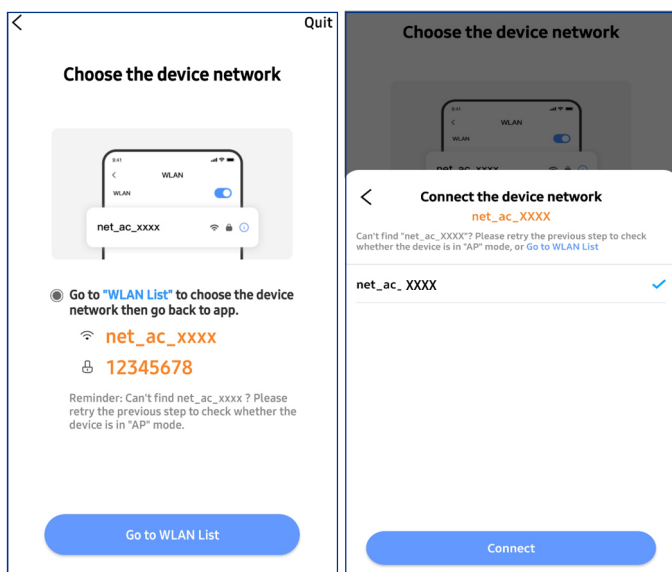 Quit
Choose the device network
9:41
WLAN
WLAN
net_ac_xxxx
Go to "WLAN List" to choose the device
network then go back to app.
net_ac_xxxx
12345678
Reminder: Can't find net_ac_xxxx ? Please
retry the previous step to check whether the
device is in "AP" mode.
Go to WLAN List
Choose the device network
9:41
WLAN
WLAN
net_ac_xxxx
Connect the device network
net_ac_XXXX
Can't find "net_ac_XXXX"? Please retry the previous step to check
whether the device is in "AP" mode, or Go to WLAN List
net_ac_ XXXX
Connect